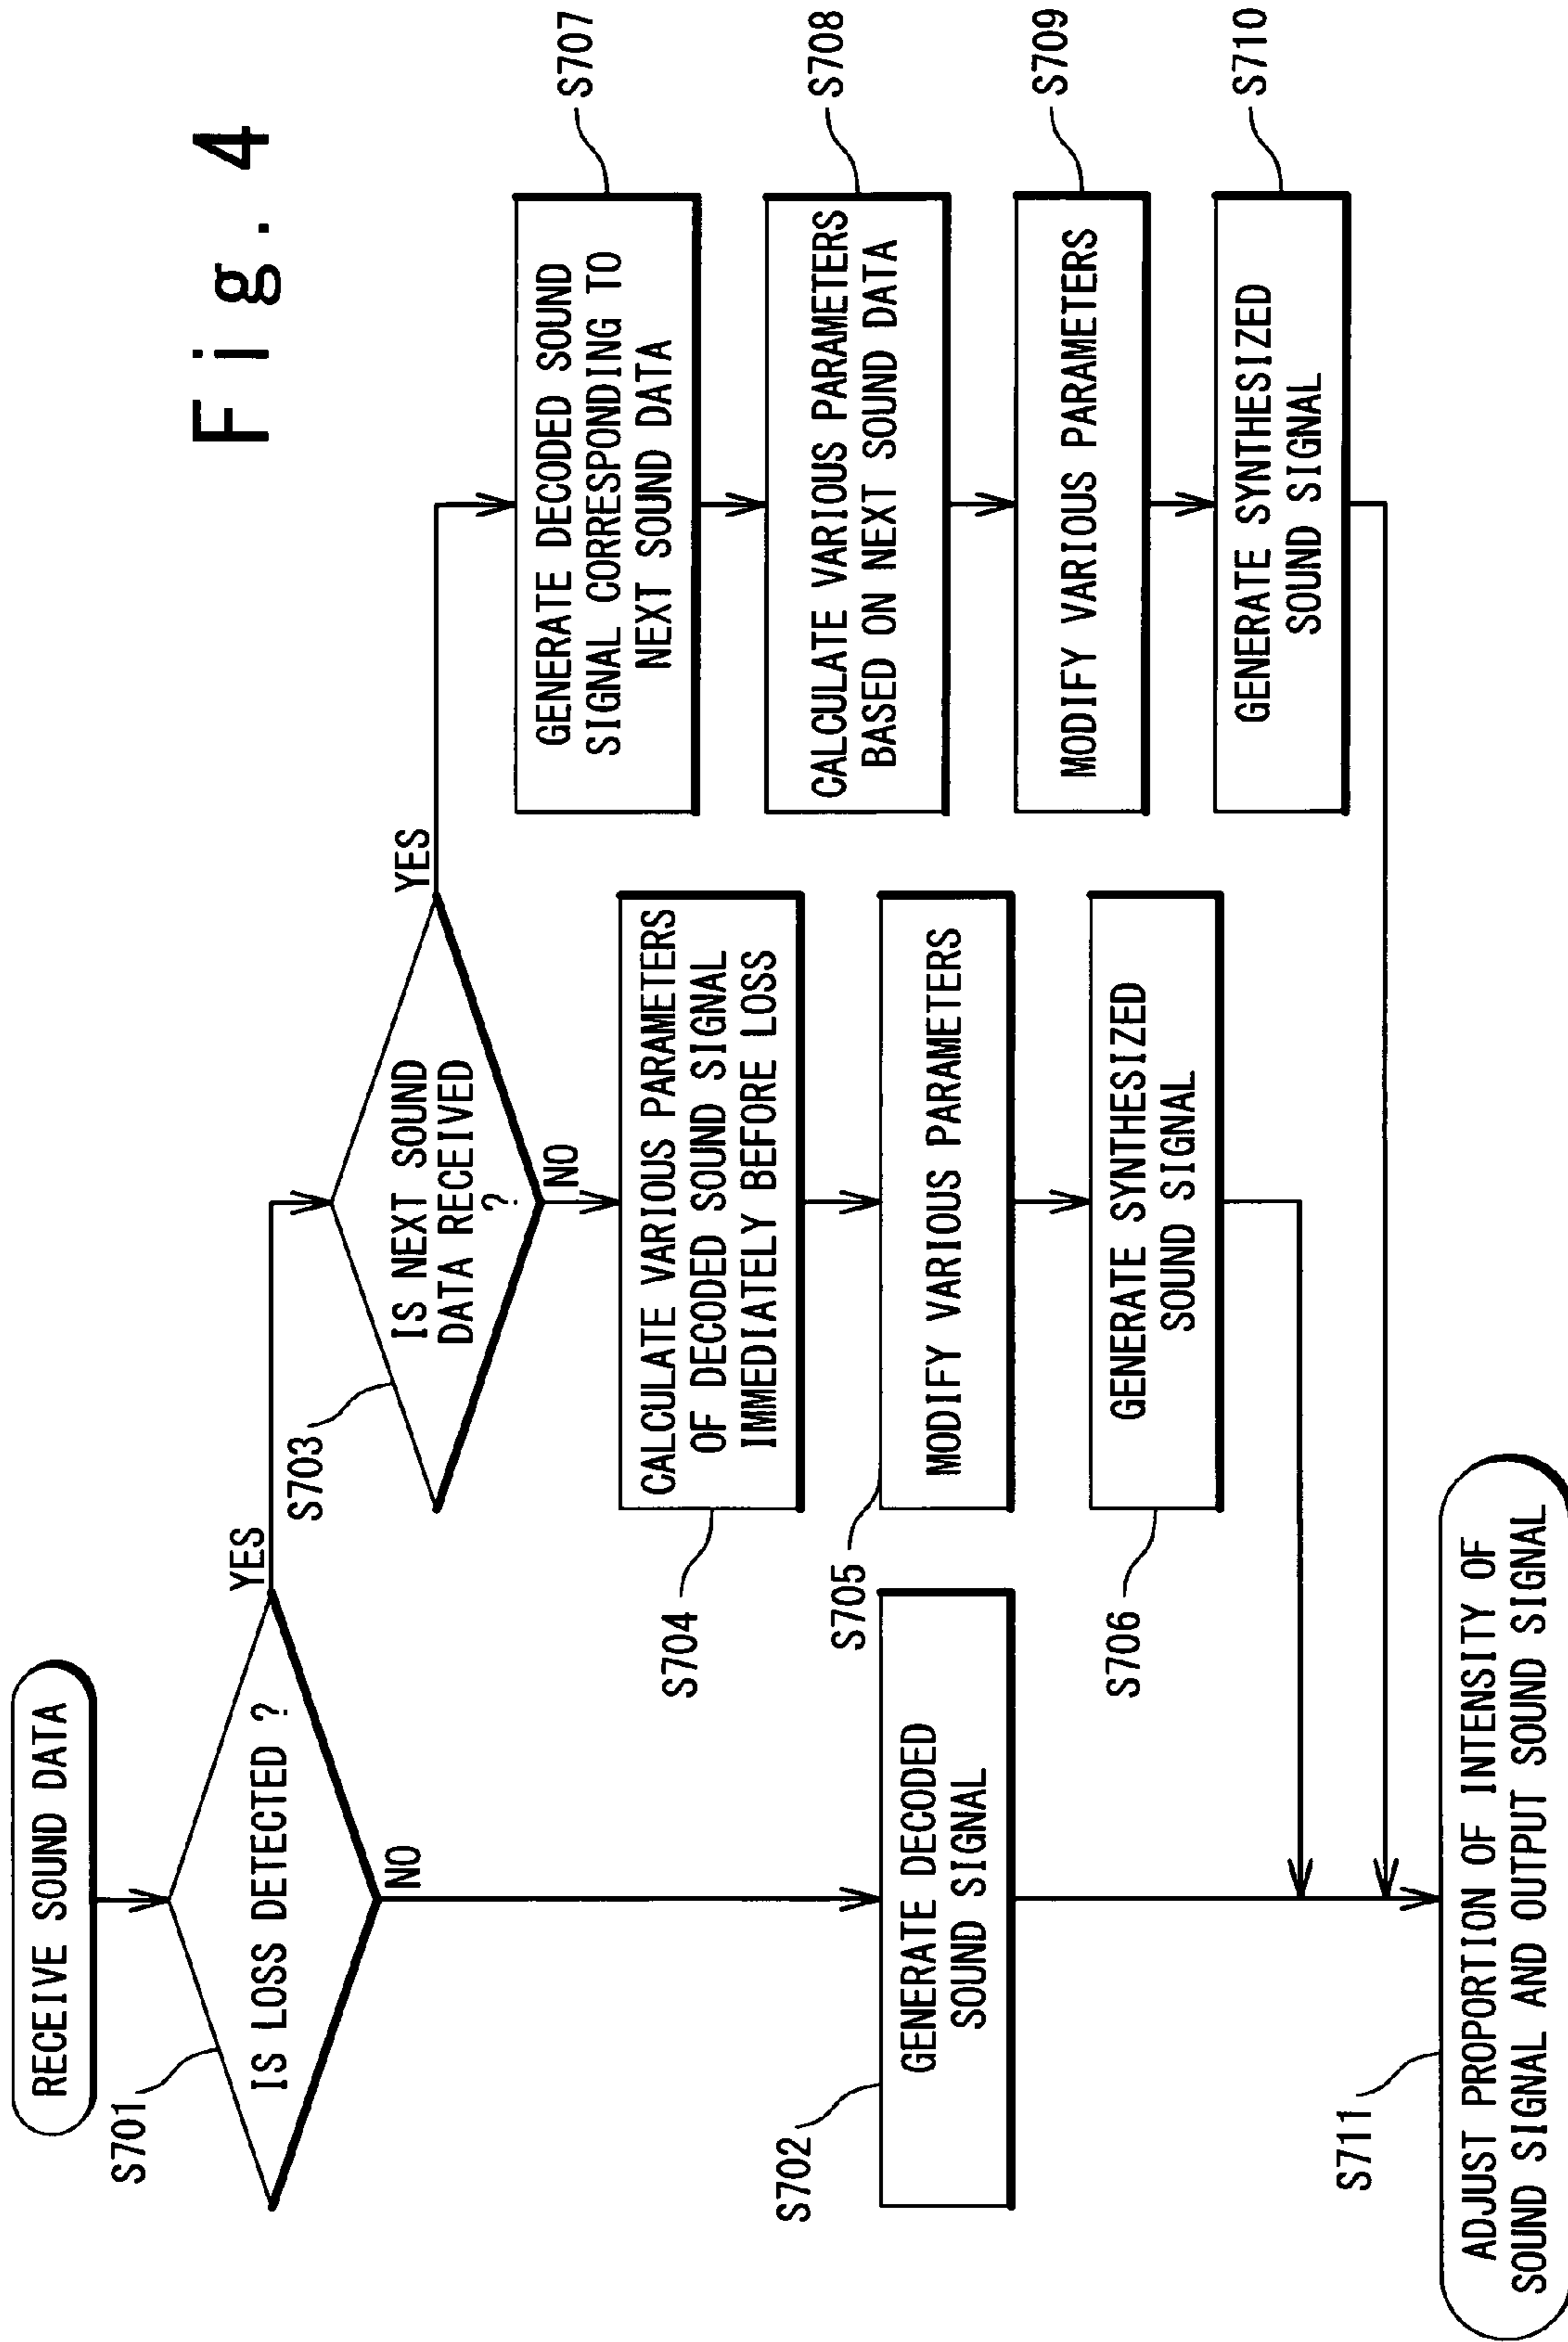 Fig. 4
RECEIVE SOUND DATA
S701
IS LOSS DETECTED ?
YES
NO
S703
IS NEXT SOUND
DATA RECEIVED
?
YES
NO
S702
GENERATE DECODED
SOUND SIGNAL
S704
CALCULATE VARIOUS PARAMETERS
OF DECODED SOUND SIGNAL
IMMEDIATELY BEFORE LOSS
S705
MODIFY VARIOUS PARAMETERS
S706
GENERATE SYNTHESIZED
SOUND SIGNAL
GENERATE DECODED SOUND
SIGNAL CORRESPONDING TO
NEXT SOUND DATA
S707
CALCULATE VARIOUS PARAMETERS
BASED ON NEXT SOUND DATA
S708
MODIFY VARIOUS PARAMETERS
S709
GENERATE SYNTHESIZED
SOUND SIGNAL
S710
S711
ADJUST PROPORTION OF INTENSITY OF
SOUND SIGNAL AND OUTPUT SOUND SIGNAL